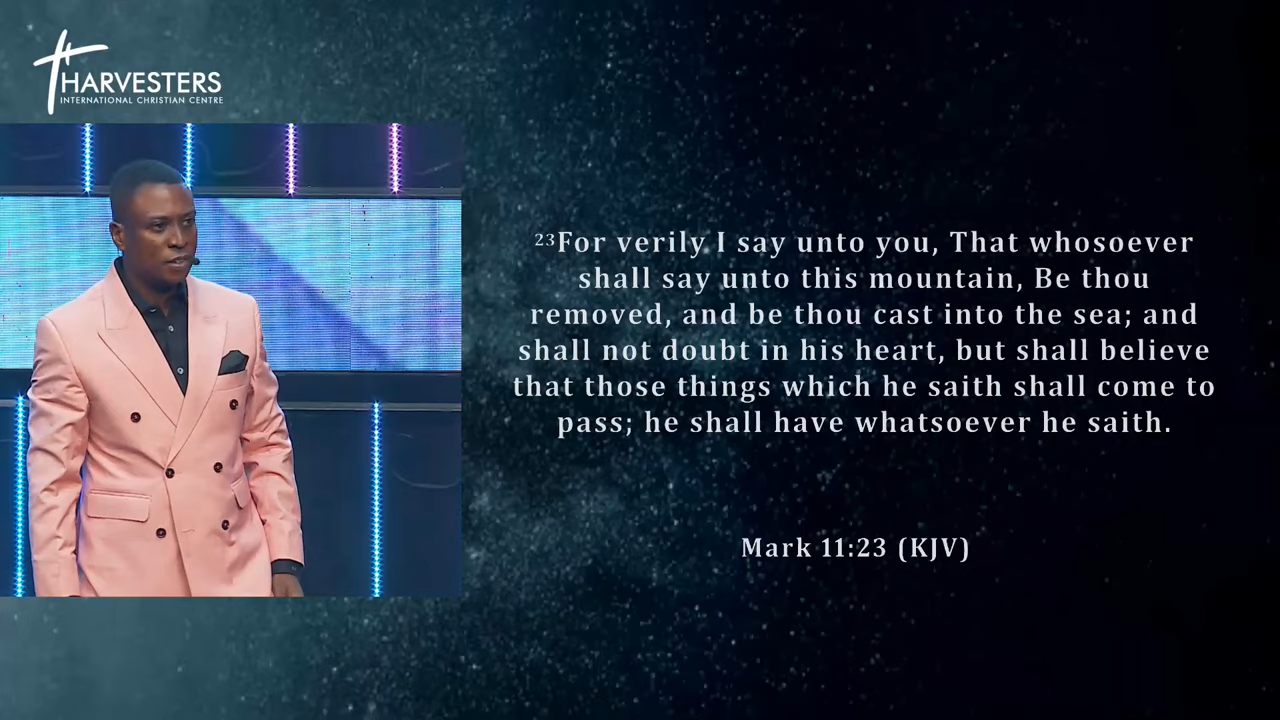 HARVESTERS
INTERNATIONAL CHRISTIAN CENTRE
²³For verily I say unto you, That whosoever
shall say unto this mountain, Be thou
removed, and be thou cast into the sea; and
shall not doubt in his heart, but shall believe
that those things which he saith shall come to
pass; he shall have whatsoever he saith.
Mark 11:23 (KJV)